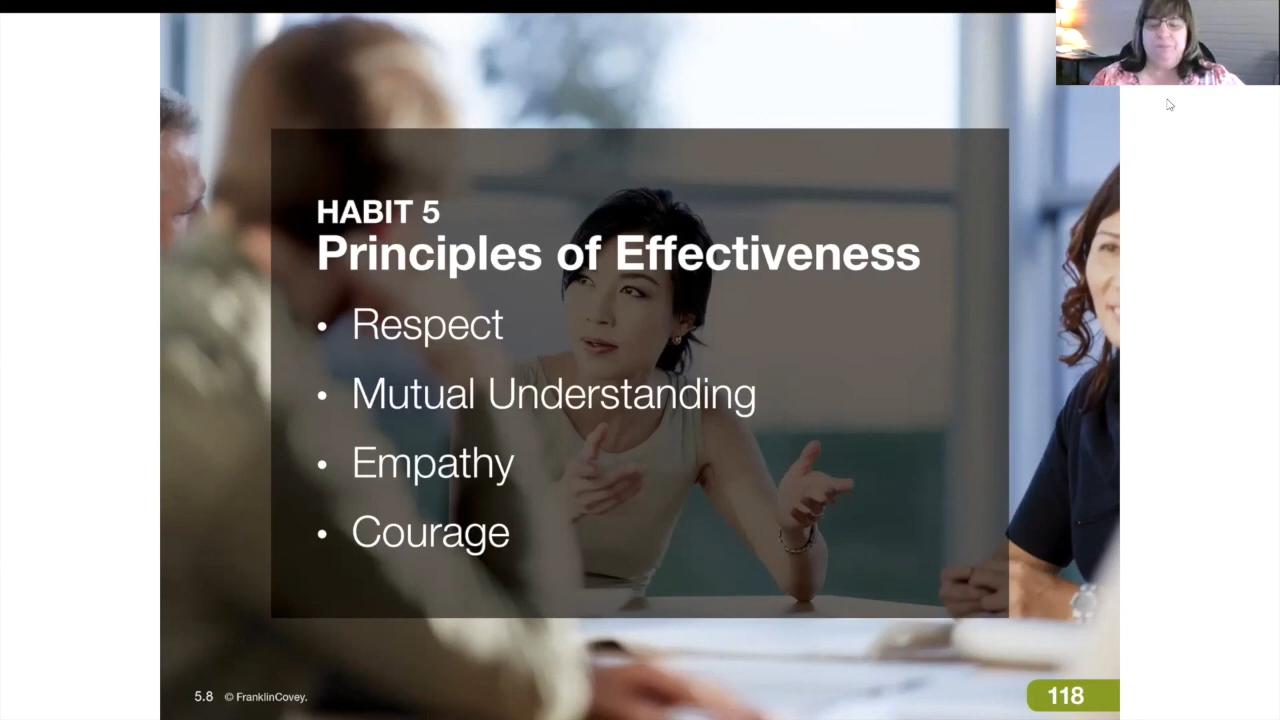 HABIT 5
Principles of Effectiveness
• Respect
• Mutual Understanding
• Empathy
• Courage
5.8 © FranklinCovey.
118